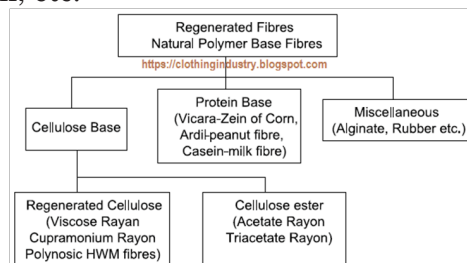 Regenerated Fibres
Natural Polymer Base Fibres
https://clothingindustry.blogspot.com
Cellulose Base
Protein Base
(Vicara-Zein of Corn,
Ardil-peanut fibre,
Casein-milk fibre)
Miscellaneous
(Alginate, Rubber etc.)
Regenerated Cellulose
(Viscose Rayan
Cupramonium Rayon
Polynosic HWM fibres)
Cellulose ester
(Acetate Rayon
Triacetate Rayon)